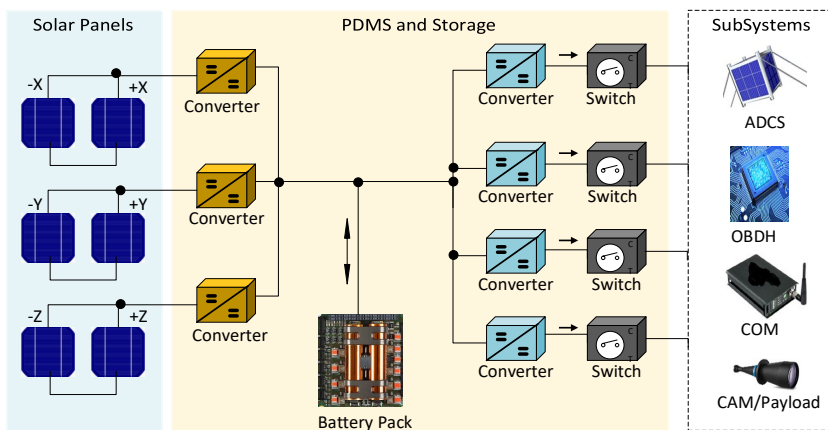 Solar Panels
PDMS and Storage
SubSystems
-X
+X
Converter
Converter
C
T
Switch
ADCS
-Y
+Y
Converter
Converter
C
T
Switch
OBDH
-Z
+Z
Converter
Converter
C
T
Switch
COM
Converter
C
T
Switch
Battery Pack
CAM/Payload